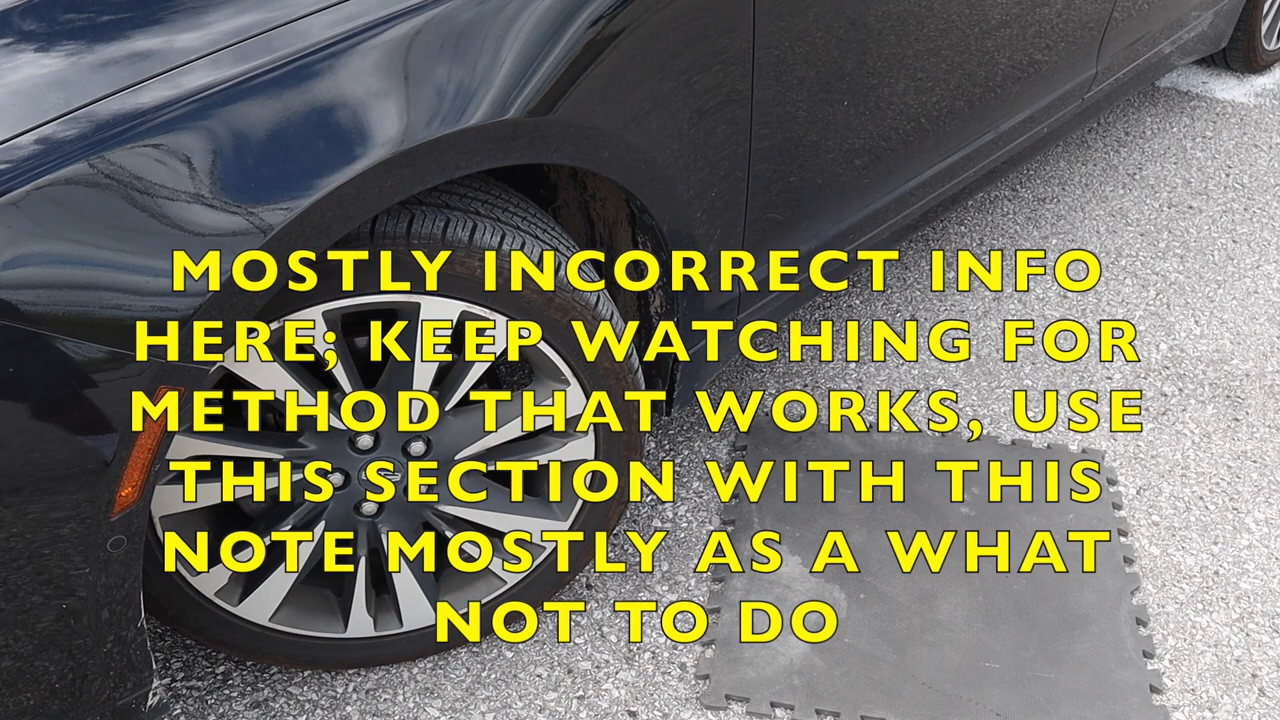 MOSTLY INCORRECT INFO
HERE; KEEP WATCHING FOR
METHOD THAT WORKS, USE
THIS SECTION WITH THIS
NOTE MOSTLY AS A WHAT
NOT TO DO